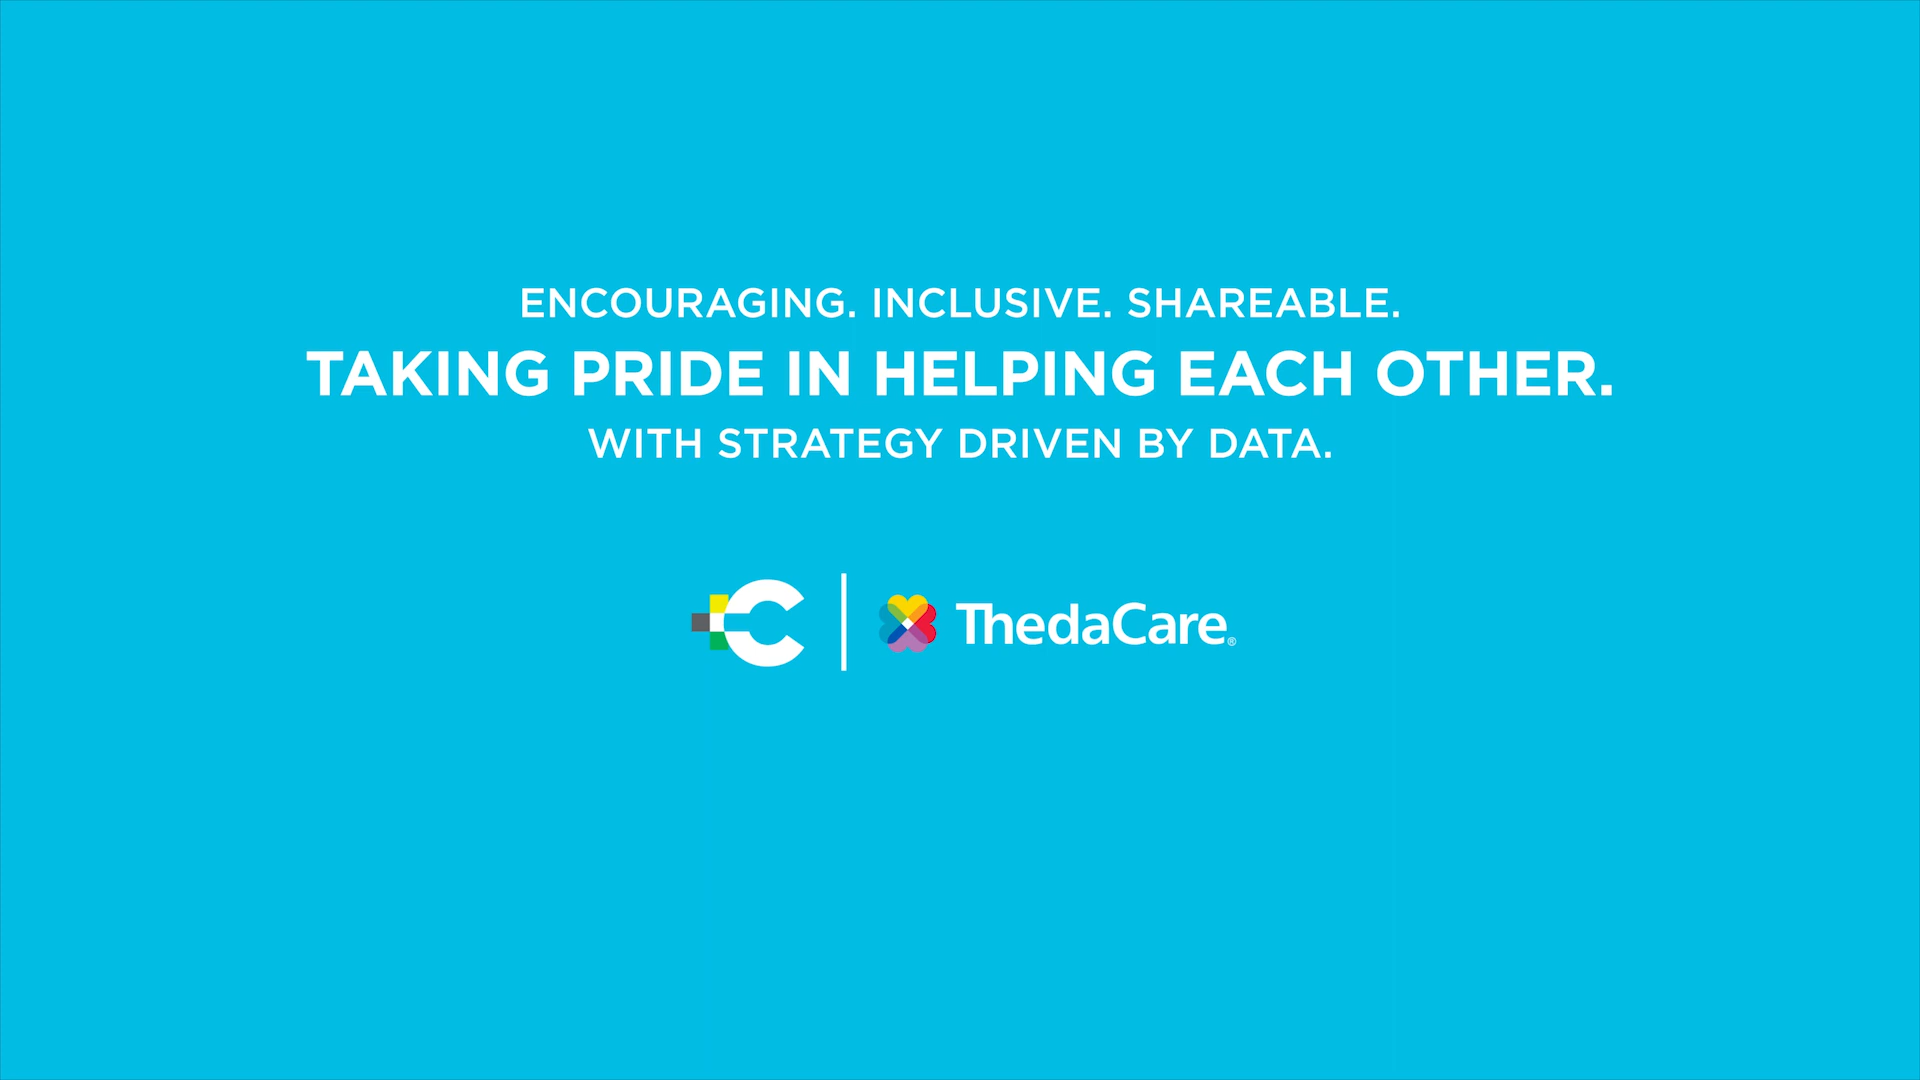 ENCOURAGING. INCLUSIVE. SHAREABLE.
TAKING PRIDE IN HELPING EACH OTHER.
WITH STRATEGY DRIVEN BY DATA.
C | ThedaCare®